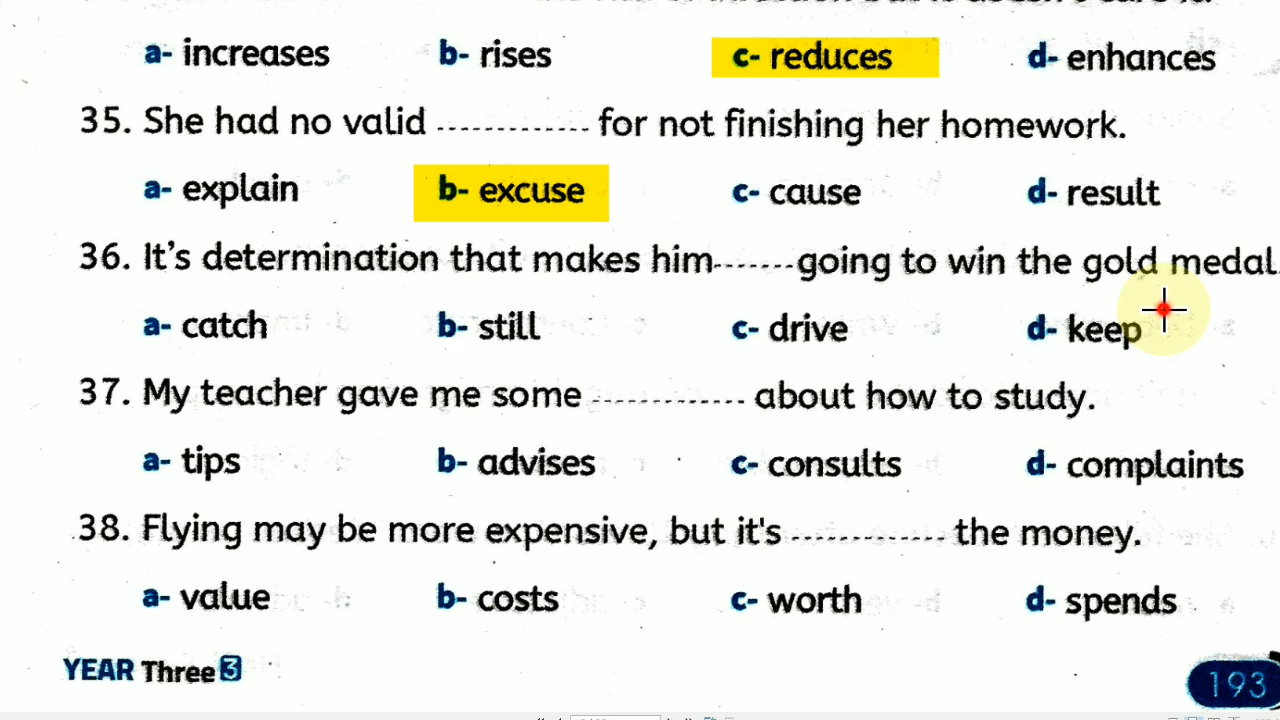 a- increases b- rises c- reduces d- enhances
35. She had no valid ............. for not finishing her homework.
a- explain b- excuse c- cause d- result
36. It's determination that makes him.......going to win the gold medal.
a- catch b- still c- drive d- keep
37. My teacher gave me some ............. about how to study.
a- tips b- advises c- consults d- complaints
38. Flying may be more expensive, but it's ............. the money.
a- value b- costs c- worth d- spends
YEAR Three 3
193